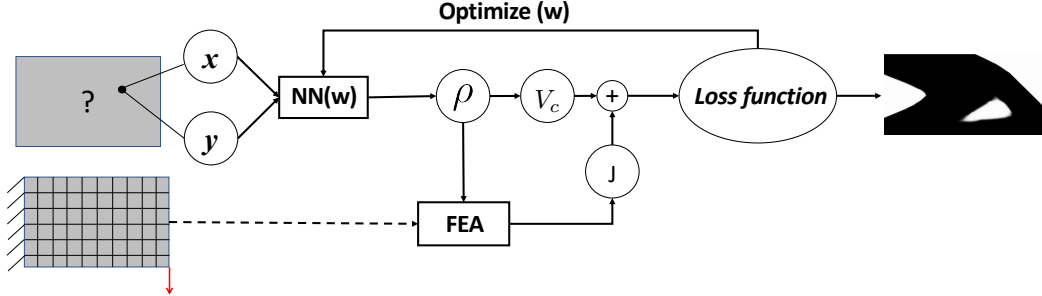 Optimize (w)
?
x
y
NN(w)
ρ
V_c
+
Loss function
J
FEA